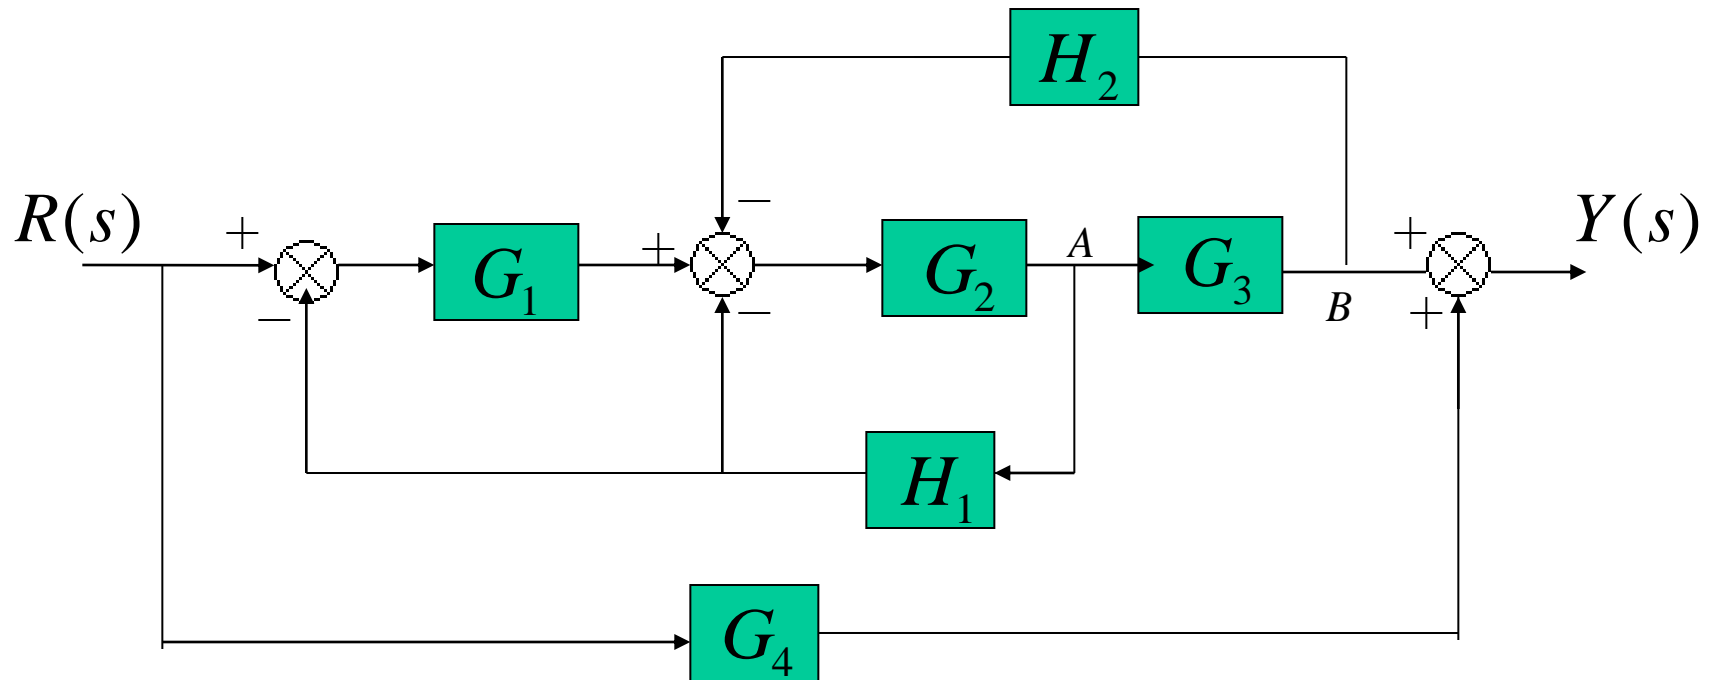 H₂
R(s)
+
−
G₁
+
−
−
G₂
A
G₃
B
+
+
Y(s)
H₁
G₄